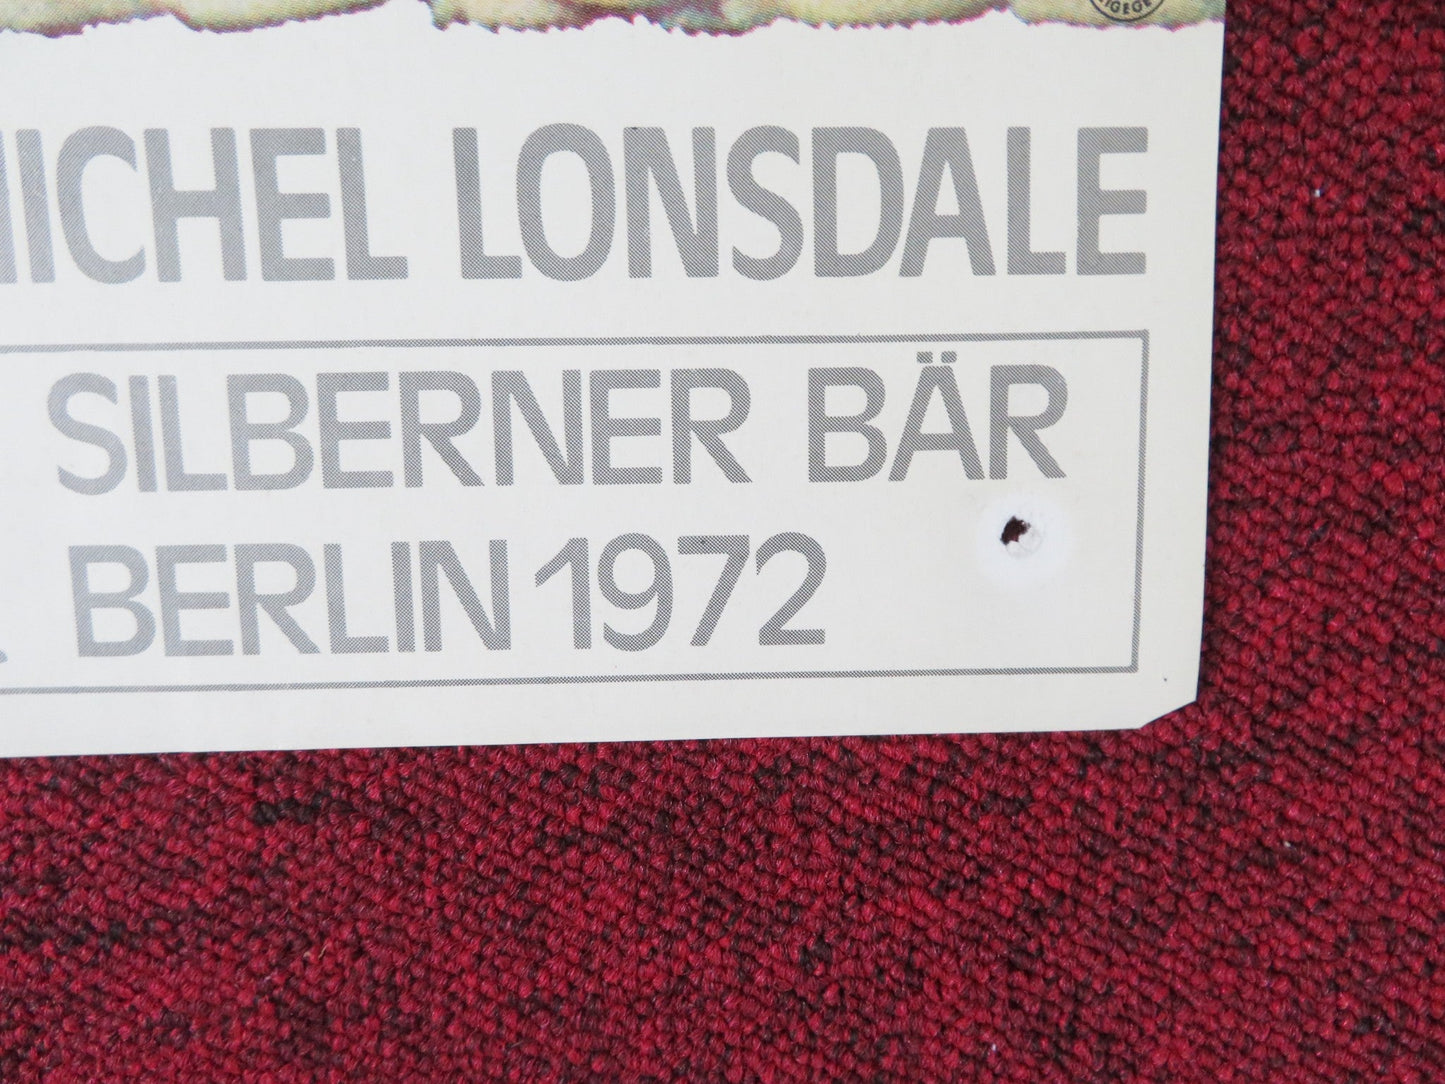 MICHEL LONSDALE
SILBERNER BÄR
BERLIN 1972